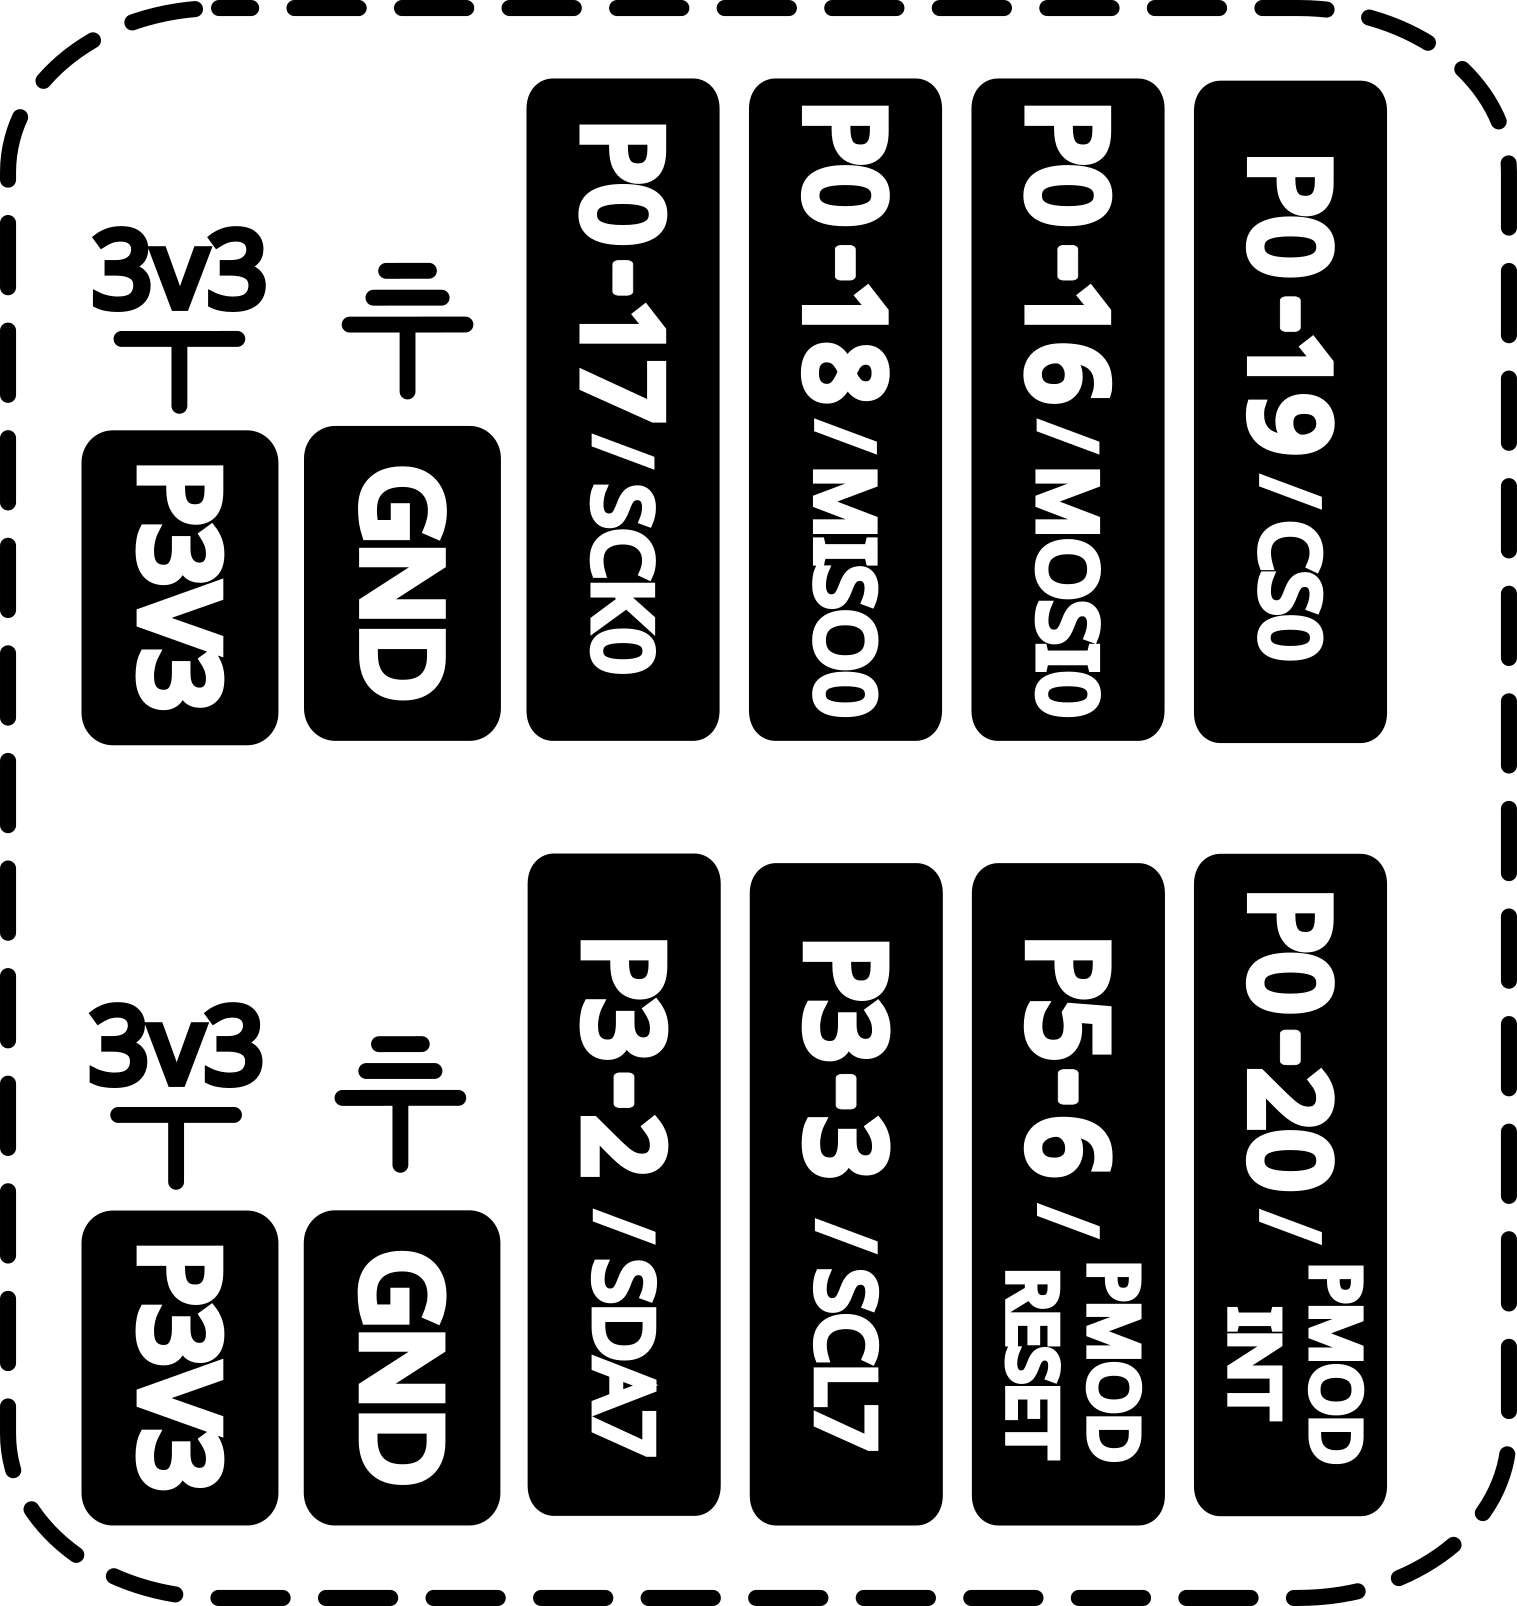 3v3
P3V3
GND
P0-17 / SCK0
P0-18 / MISO0
P0-16 / MOSI0
P0-19 / CS0
3v3
P3V3
GND
P3-2 / SDA7
P3-3 / SCL7
P5-6 / PMOD
RESET
P0-20 / PMOD
INT